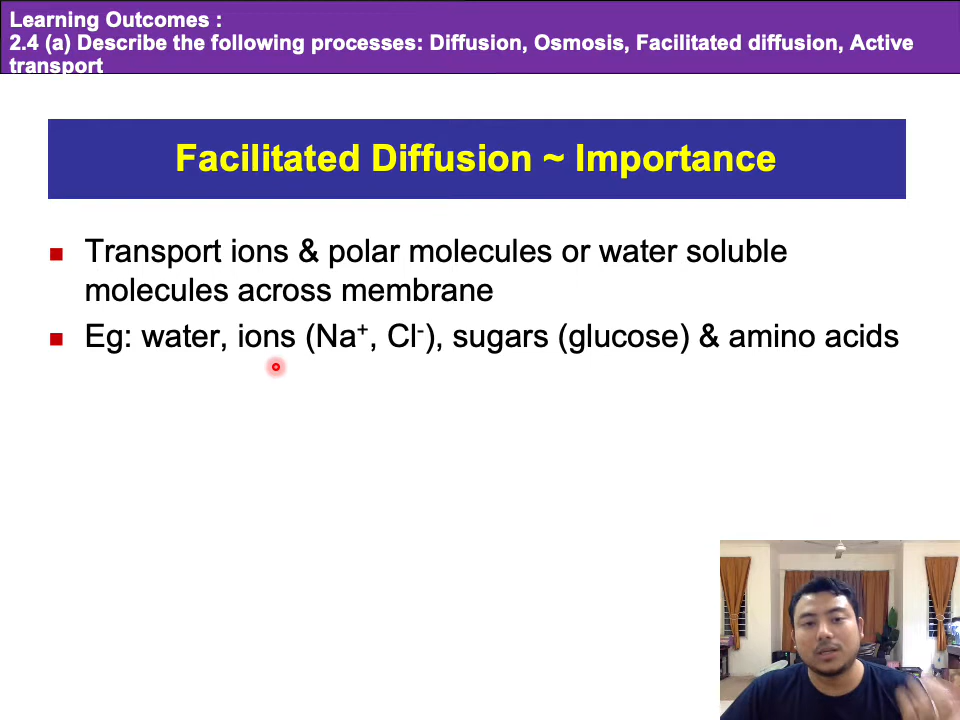 Learning Outcomes :
2.4 (a) Describe the following processes: Diffusion, Osmosis, Facilitated diffusion, Active
transport
Facilitated Diffusion ~ Importance
Transport ions & polar molecules or water soluble
molecules across membrane
Eg: water, ions (Na⁺, Cl⁻), sugars (glucose) & amino acids